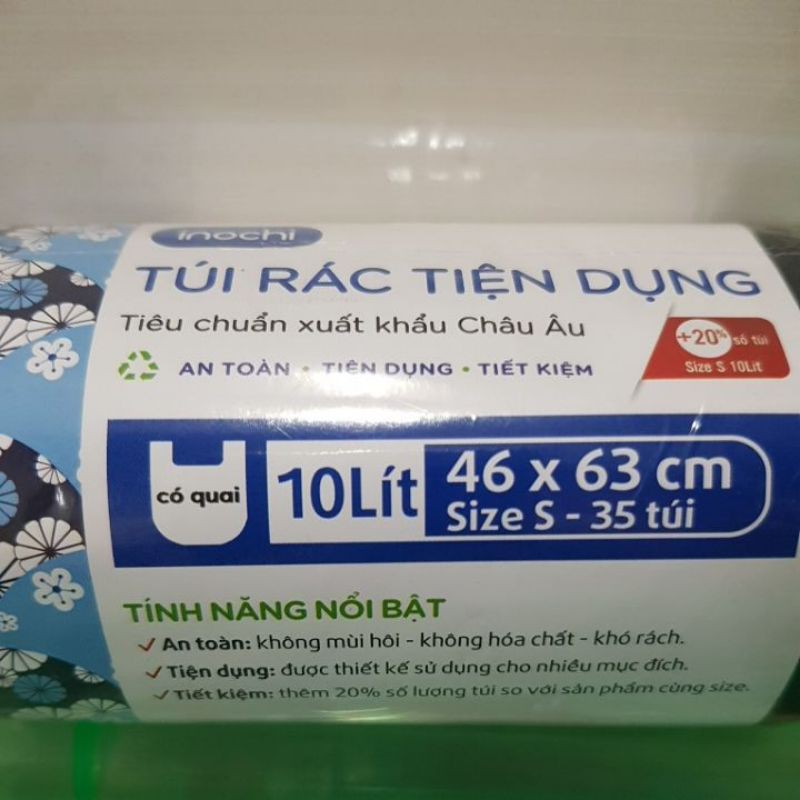 inochi
TÚI RÁC TIỆN DỤNG
Tiêu chuẩn xuất khẩu Châu Âu
+20% số túi
Size S 10Lít
AN TOÀN • TIỆN DỤNG • TIẾT KIỆM
có quai
10Lít
46 x 63 cm
Size S - 35 túi
TÍNH NĂNG NỔI BẬT
An toàn: không mùi hôi - không hóa chất - khó rách.
Tiện dụng: được thiết kế sử dụng cho nhiều mục đích.
Tiết kiệm: thêm 20% số lượng túi so với sản phẩm cùng size.